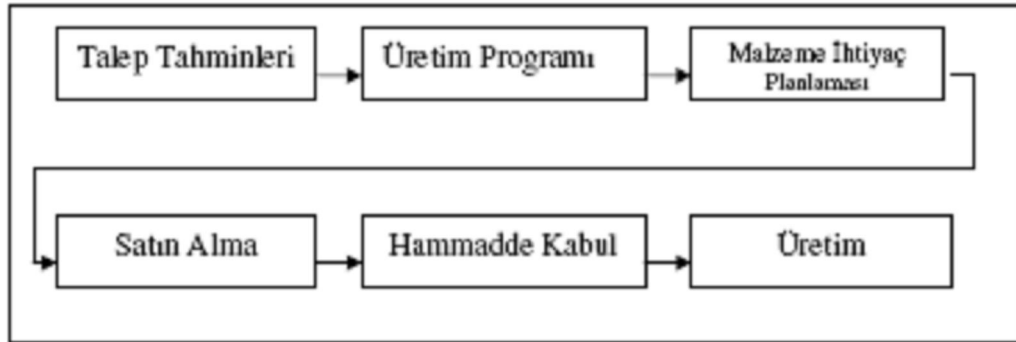 Talep Tahminleri
Üretim Programı
Malzeme İhtiyaç
Planlaması
Satın Alma
Hammadde Kabul
Üretim